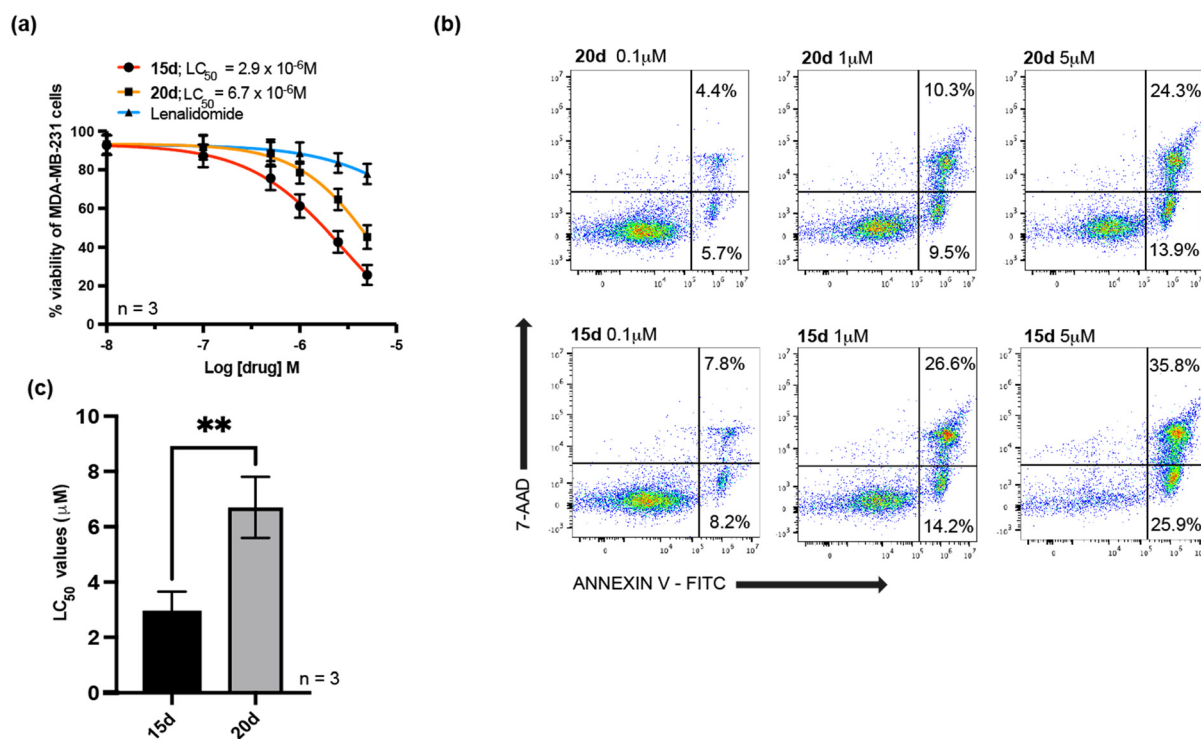 (a)
15d; LC50 = 2.9 x 10-6M
20d; LC50 = 6.7 x 10-6M
Lenalidomide
% viability of MDA-MB-231 cells
100
80
60
40
20
0
n = 3
-8 -7 -6 -5
Log [drug] M
(b)
20d 0.1µM
20d 1µM
20d 5µM
4.4%
10.3%
24.3%
5.7%
9.5%
13.9%
15d 0.1µM
15d 1µM
15d 5µM
7.8%
26.6%
35.8%
8.2%
14.2%
25.9%
7-AAD
ANNEXIN V - FITC
(c)
**
LC50 values (µM)
10
8
6
4
2
0
n = 3
15d 20d